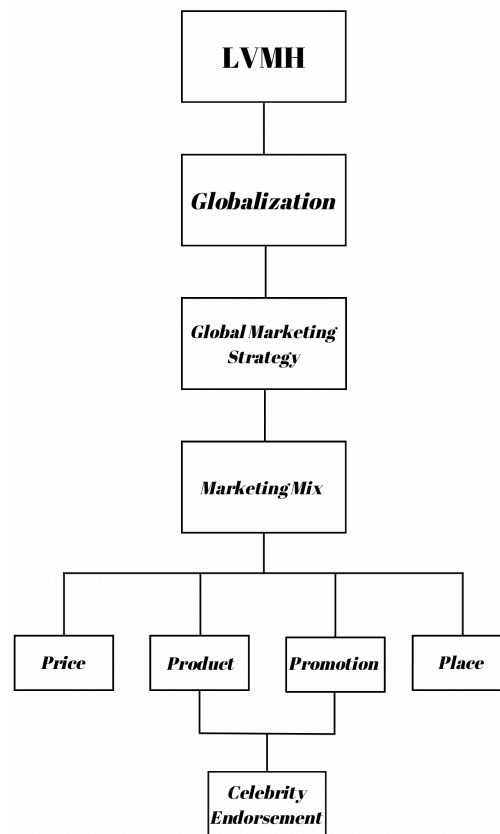 LVMH
Globalization
Global Marketing
Strategy
Marketing Mix
Price
Product
Promotion
Place
Celebrity
Endorsement